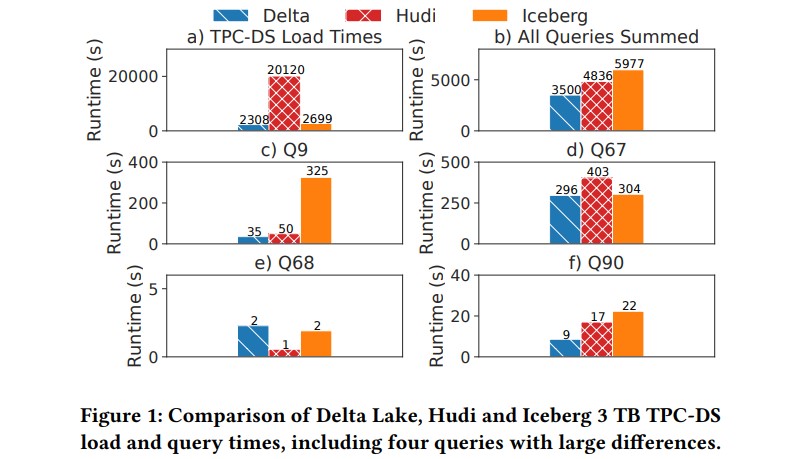 Delta Hudi Iceberg
a) TPC-DS Load Times
Runtime (s)
20000
0
2308
20120
2699
b) All Queries Summed
Runtime (s)
5000
0
3500
4836
5977
c) Q9
Runtime (s)
400
200
0
35
50
325
d) Q67
Runtime (s)
500
250
0
296
403
304
e) Q68
Runtime (s)
5
0
2
1
2
f) Q90
Runtime (s)
40
20
0
9
17
22
Figure 1: Comparison of Delta Lake, Hudi and Iceberg 3 TB TPC-DS
load and query times, including four queries with large differences.